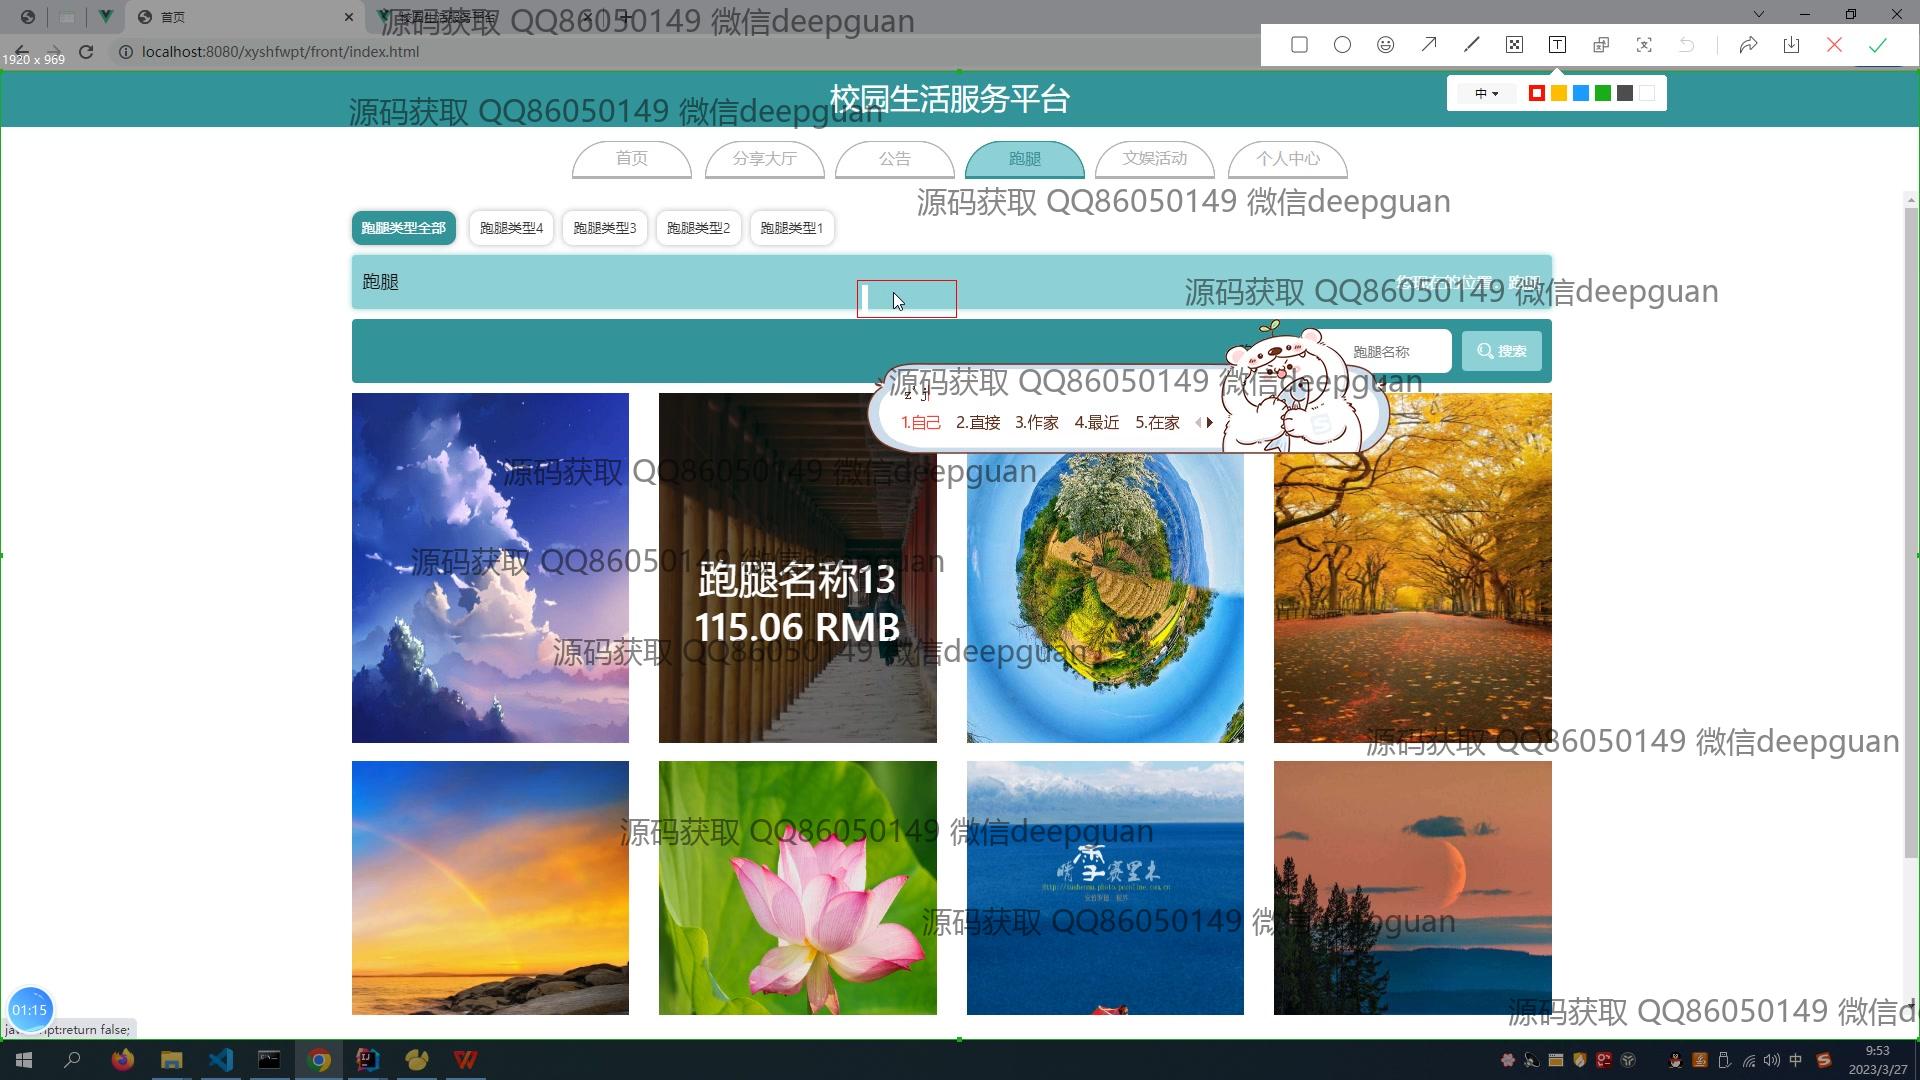 首页
localhost:8080/xyshfwpt/front/index.html
1920 x 969
源码获取 QQ86050149 微信deepguan
校园生活服务平台
源码获取 QQ86050149 微信deepguan
中
首页
分享大厅
公告
跑腿
文娱活动
个人中心
源码获取 QQ86050149 微信deepguan
跑腿类型全部
跑腿类型4
跑腿类型3
跑腿类型2
跑腿类型1
跑腿
您现在的位置
源码获取 QQ86050149 微信deepguan
跑腿名称
搜索
源码获取 QQ86050149 微信deepguan
z'j
1.自己 2.直接 3.作家 4.最近 5.在家
源码获取 QQ86050149 微信deepguan
源码获取 QQ86050149 微信deepguan
跑腿名称13
115.06 RMB
源码获取 QQ86050149 微信deepguan
源码获取 QQ86050149 微信deepguan
源码获取 QQ86050149 微信deepguan
赛里木
源码获取 QQ86050149 微信deepguan
源码获取 QQ86050149 微信d
01:15
javascript:return false;
中
9:53
2023/3/27